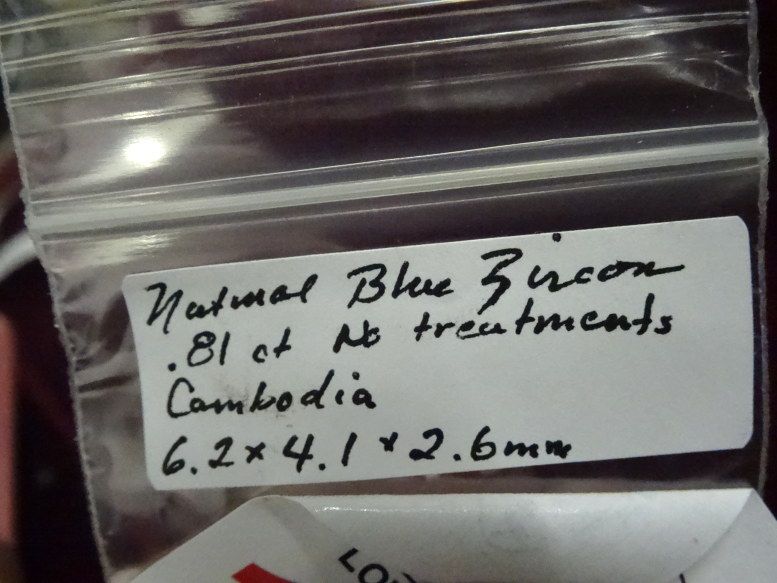 Natural Blue Zircon
.81 ct No treatments
Cambodia
6.2 x 4.1 x 2.6mm